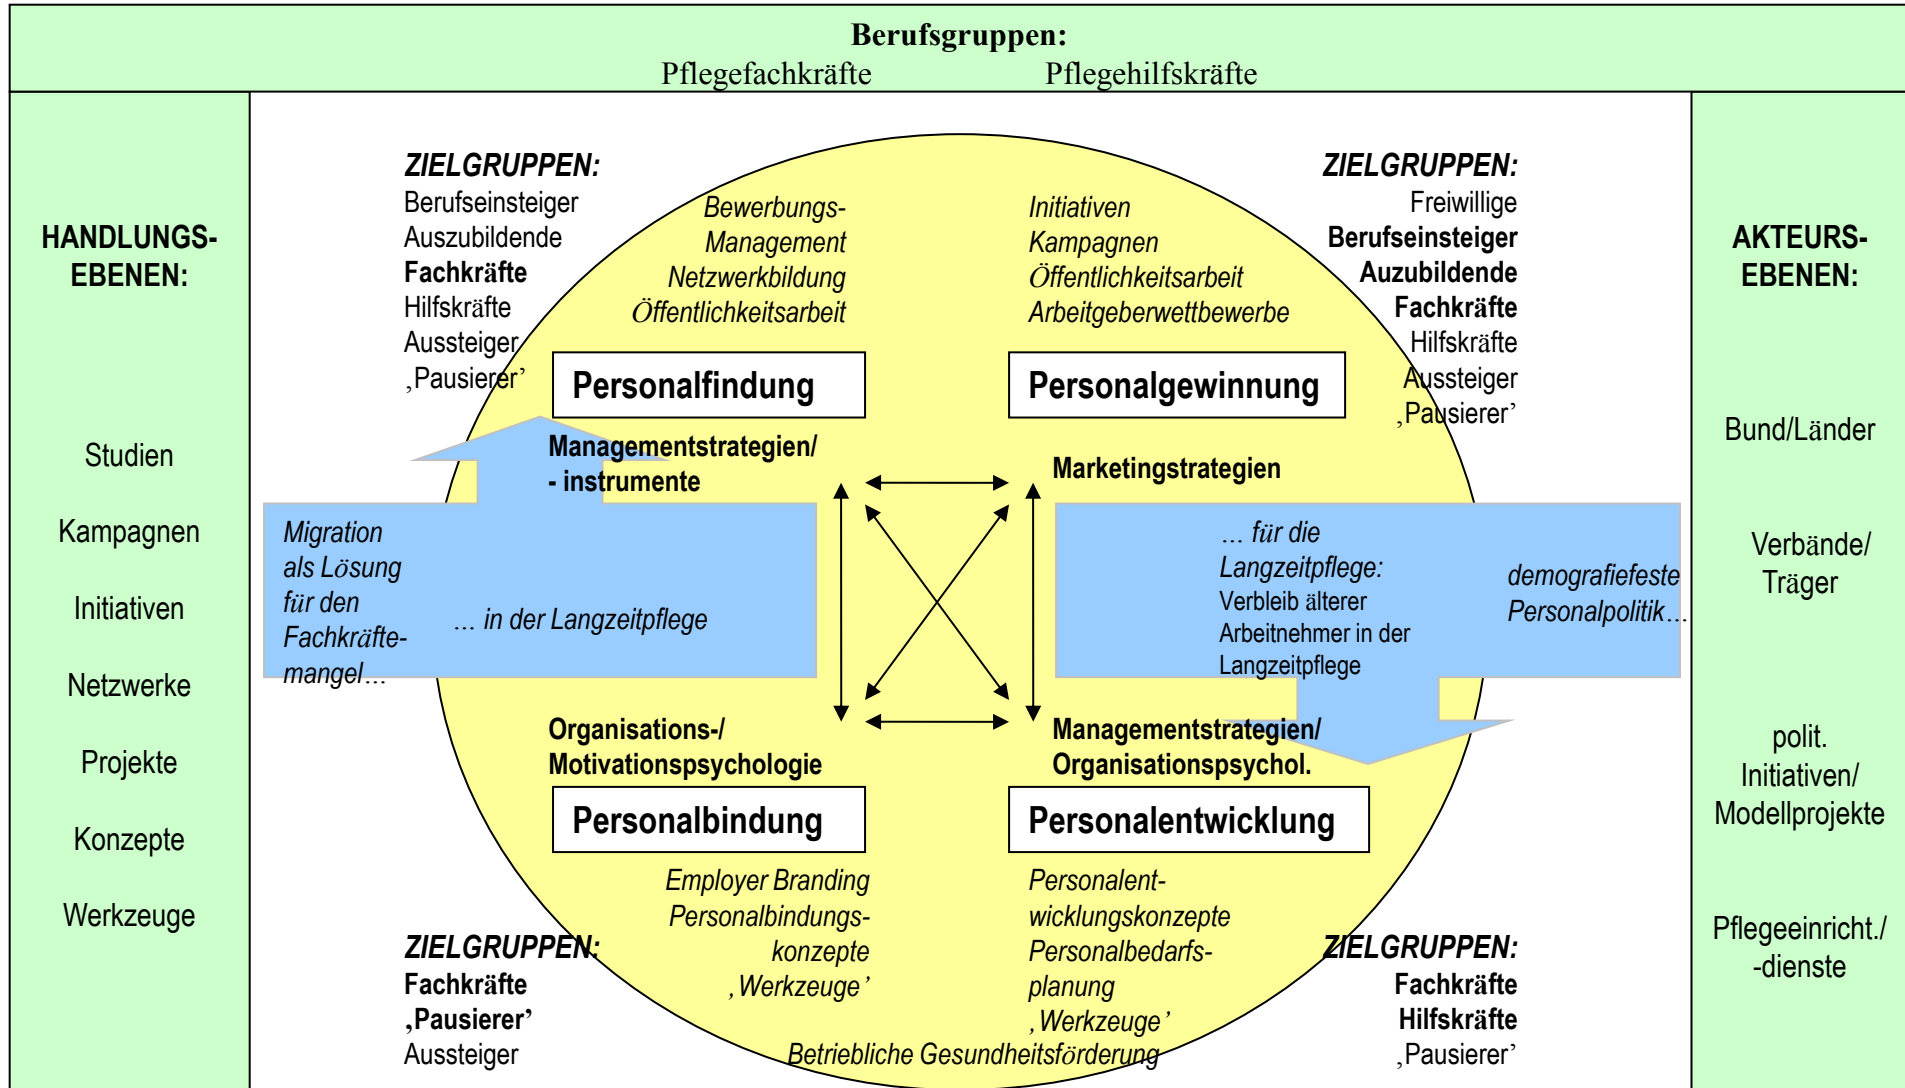 Berufsgruppen:
Pflegefachkräfte Pflegehilfskräfte
HANDLUNGS-
EBENEN:
Studien
Kampagnen
Initiativen
Netzwerke
Projekte
Konzepte
Werkzeuge
ZIELGRUPPEN:
Berufseinsteiger
Auszubildende
Fachkräfte
Hilfskräfte
Aussteiger
‚Pausierer’
Bewerbungs-
Management
Netzwerkbildung
Öffentlichkeitsarbeit
Personalfindung
Managementstrategien/
- instrumente
Initiativen
Kampagnen
Öffentlichkeitsarbeit
Arbeitgeberwettbewerbe
Personalgewinnung
Marketingstrategien
ZIELGRUPPEN:
Freiwillige
Berufseinsteiger
Auzubildende
Fachkräfte
Hilfskräfte
Aussteiger
‚Pausierer’
Migration
als Lösung
für den
Fachkräfte-
mangel…
… in der Langzeitpflege
… für die
Langzeitpflege:
Verbleib älterer
Arbeitnehmer in der
Langzeitpflege
demografiefeste
Personalpolitik…
Organisations-/
Motivationspsychologie
Personalbindung
Employer Branding
Personalbindungs-
konzepte
‚Werkzeuge’
Managementstrategien/
Organisationspsychol.
Personalentwicklung
Personalent-
wicklungskonzepte
Personalbedarfs-
planung
‚Werkzeuge’
Betriebliche Gesundheitsförderung
ZIELGRUPPEN:
Fachkräfte
‚Pausierer’
Aussteiger
ZIELGRUPPEN:
Fachkräfte
Hilfskräfte
‚Pausierer’
AKTEURS-
EBENEN:
Bund/Länder
Verbände/
Träger
polit.
Initiativen/
Modellprojekte
Pflegeeinricht./
-dienste